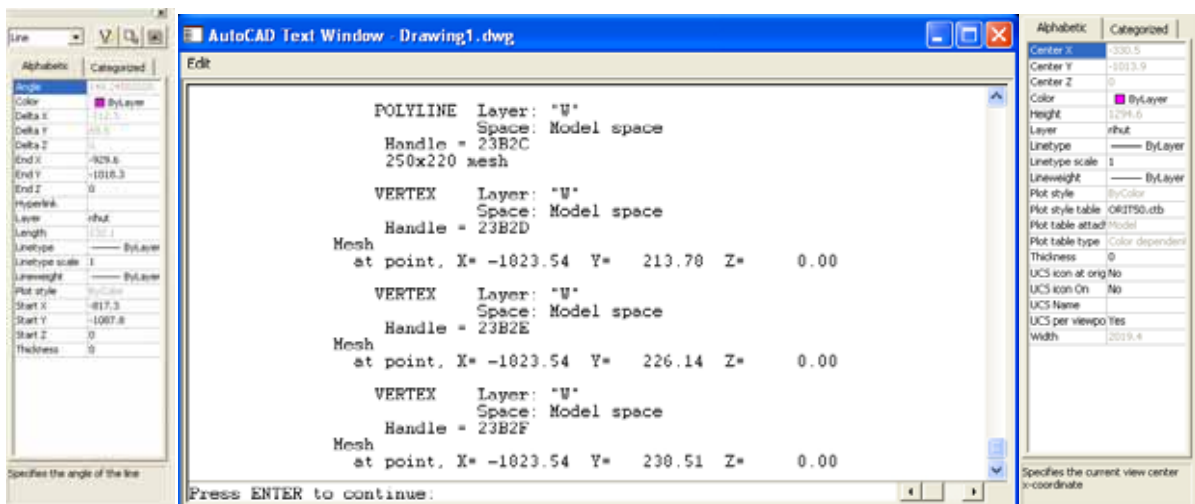 Line
Alphabetic Categorized
Angle
Color ByLayer
Delta X
Delta Y
Delta Z
End X -929.6
End Y -1018.3
End Z 0
Hyperlink
Layer rihut
Length
Linetype ByLayer
Linetype scale 1
Lineweight ByLayer
Plot style ByColor
Start X -817.3
Start Y -1087.8
Start Z 0
Thickness 0
Specifies the angle of the line
AutoCAD Text Window - Drawing1.dwg
Edit
POLYLINE Layer: "W"
Space: Model space
Handle = 23B2C
250x220 mesh
VERTEX Layer: "W"
Space: Model space
Handle = 23B2D
Mesh
at point, X= -1823.54 Y= 213.78 Z= 0.00
VERTEX Layer: "W"
Space: Model space
Handle = 23B2E
Mesh
at point, X= -1823.54 Y= 226.14 Z= 0.00
VERTEX Layer: "W"
Space: Model space
Handle = 23B2F
Mesh
at point, X= -1823.54 Y= 238.51 Z= 0.00
Press ENTER to continue:
Alphabetic Categorized
Center X -330.5
Center Y -1013.9
Center Z 0
Color ByLayer
Height 1294.6
Layer rihut
Linetype ByLayer
Linetype scale 1
Lineweight ByLayer
Plot style ByColor
Plot style table ORIT50.ctb
Plot table attach Model
Plot table type Color dependent
Thickness 0
UCS icon at orig No
UCS icon On No
UCS Name
UCS per viewpo Yes
Width 2019.4
Specifies the current view center
x-coordinate